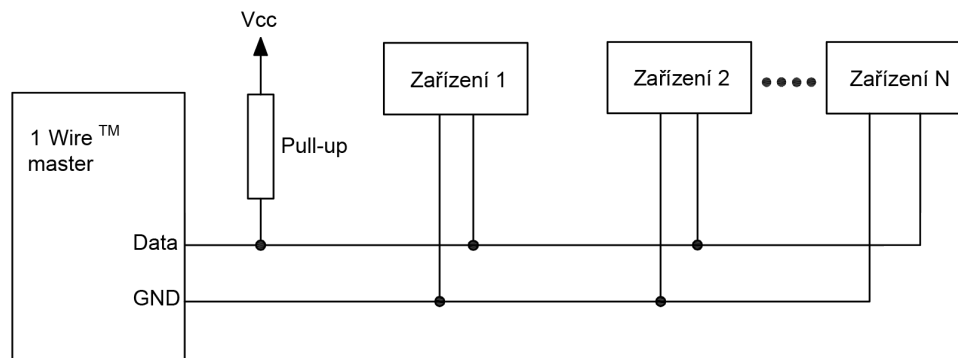 Vcc
Zařízení 1
Zařízení 2
Zařízení N
1 Wire TM
master
Pull-up
Data
GND